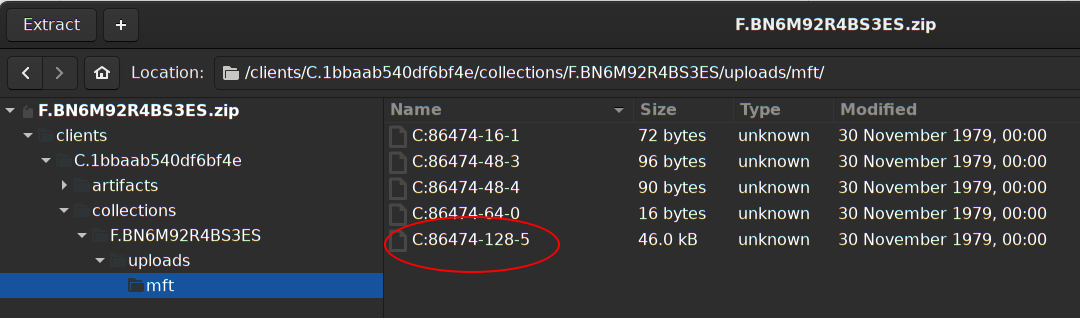 Extract + F.BN6M92R4BS3ES.zip
Location: /clients/C.1bbaab540df6bf4e/collections/F.BN6M92R4BS3ES/uploads/mft/
F.BN6M92R4BS3ES.zip
clients
C.1bbaab540df6bf4e
artifacts
collections
F.BN6M92R4BS3ES
uploads
mft
Name Size Type Modified
C:86474-16-1 72 bytes unknown 30 November 1979, 00:00
C:86474-48-3 96 bytes unknown 30 November 1979, 00:00
C:86474-48-4 90 bytes unknown 30 November 1979, 00:00
C:86474-64-0 16 bytes unknown 30 November 1979, 00:00
C:86474-128-5 46.0 kB unknown 30 November 1979, 00:00